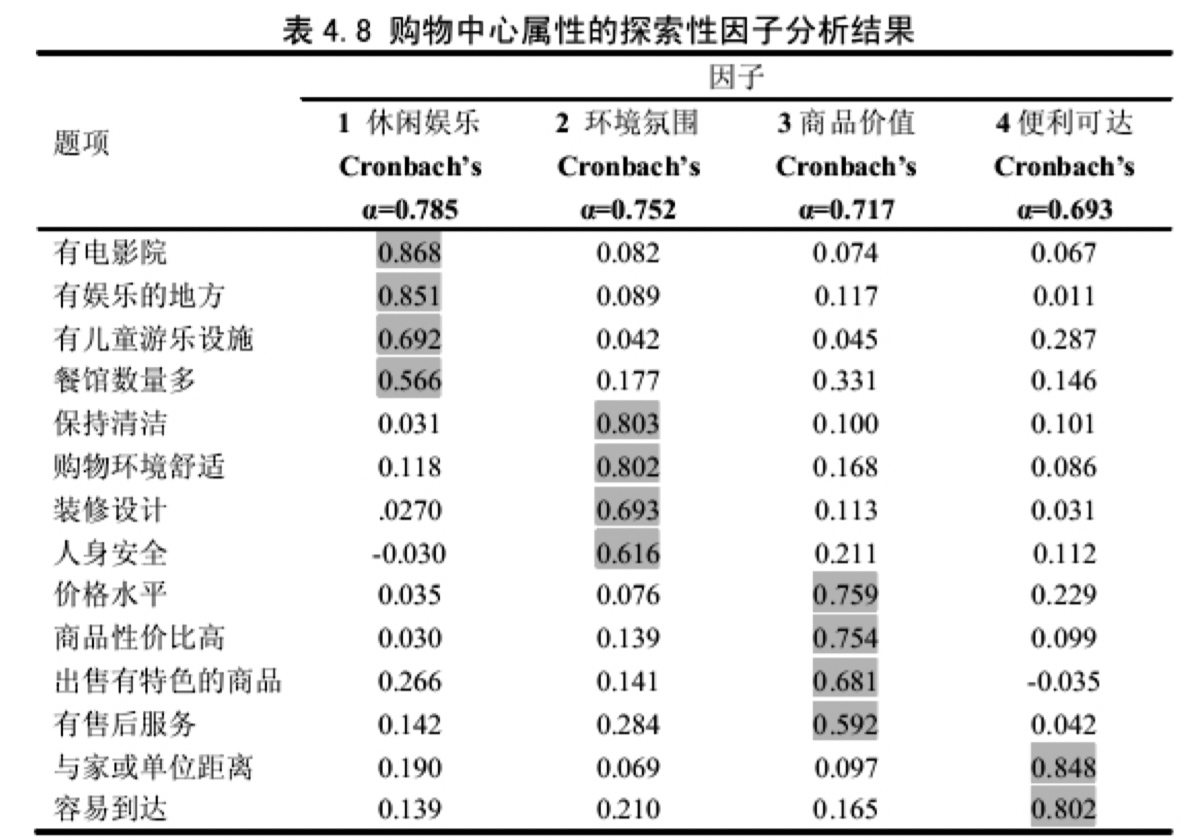 表 4.8 购物中心属性的探索性因子分析结果
因子
题项
1 休闲娱乐 2 环境氛围 3 商品价值 4 便利可达
Cronbach's Cronbach's Cronbach's Cronbach's
α=0.785 α=0.752 α=0.717 α=0.693
有电影院 0.868 0.082 0.074 0.067
有娱乐的地方 0.851 0.089 0.117 0.011
有儿童游乐设施 0.692 0.042 0.045 0.287
餐馆数量多 0.566 0.177 0.331 0.146
保持清洁 0.031 0.803 0.100 0.101
购物环境舒适 0.118 0.802 0.168 0.086
装修设计 .0270 0.693 0.113 0.031
人身安全 -0.030 0.616 0.211 0.112
价格水平 0.035 0.076 0.759 0.229
商品性价比高 0.030 0.139 0.754 0.099
出售有特色的商品 0.266 0.141 0.681 -0.035
有售后服务 0.142 0.284 0.592 0.042
与家或单位距离 0.190 0.069 0.097 0.848
容易到达 0.139 0.210 0.165 0.802